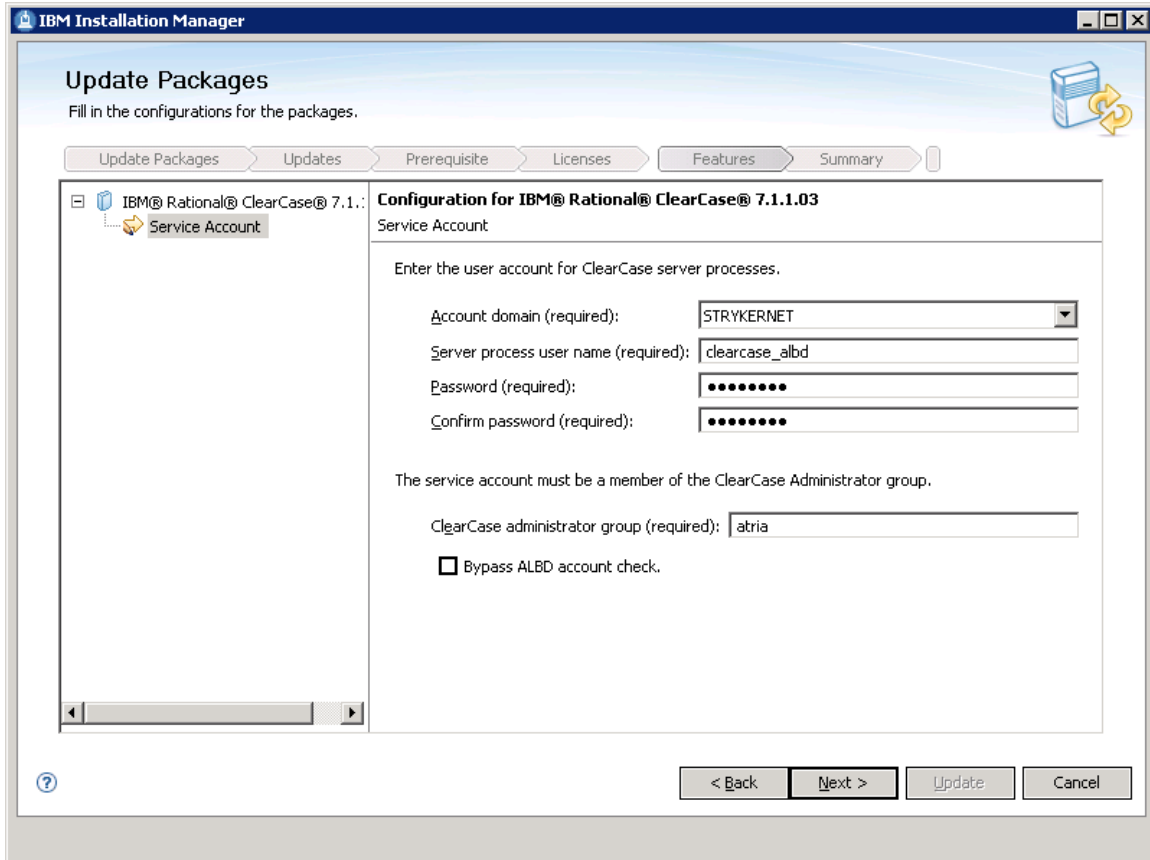 IBM Installation Manager
Update Packages
Fill in the configurations for the packages.
Update Packages Updates Prerequisite Licenses Features Summary
IBM® Rational® ClearCase® 7.1.
Service Account
Configuration for IBM® Rational® ClearCase® 7.1.1.03
Service Account
Enter the user account for ClearCase server processes.
Account domain (required): STRYKERNET
Server process user name (required): clearcase_albd
Password (required): ●●●●●●●●
Confirm password (required): ●●●●●●●●
The service account must be a member of the ClearCase Administrator group.
ClearCase administrator group (required): atria
Bypass ALBD account check.
? < Back Next > Update Cancel